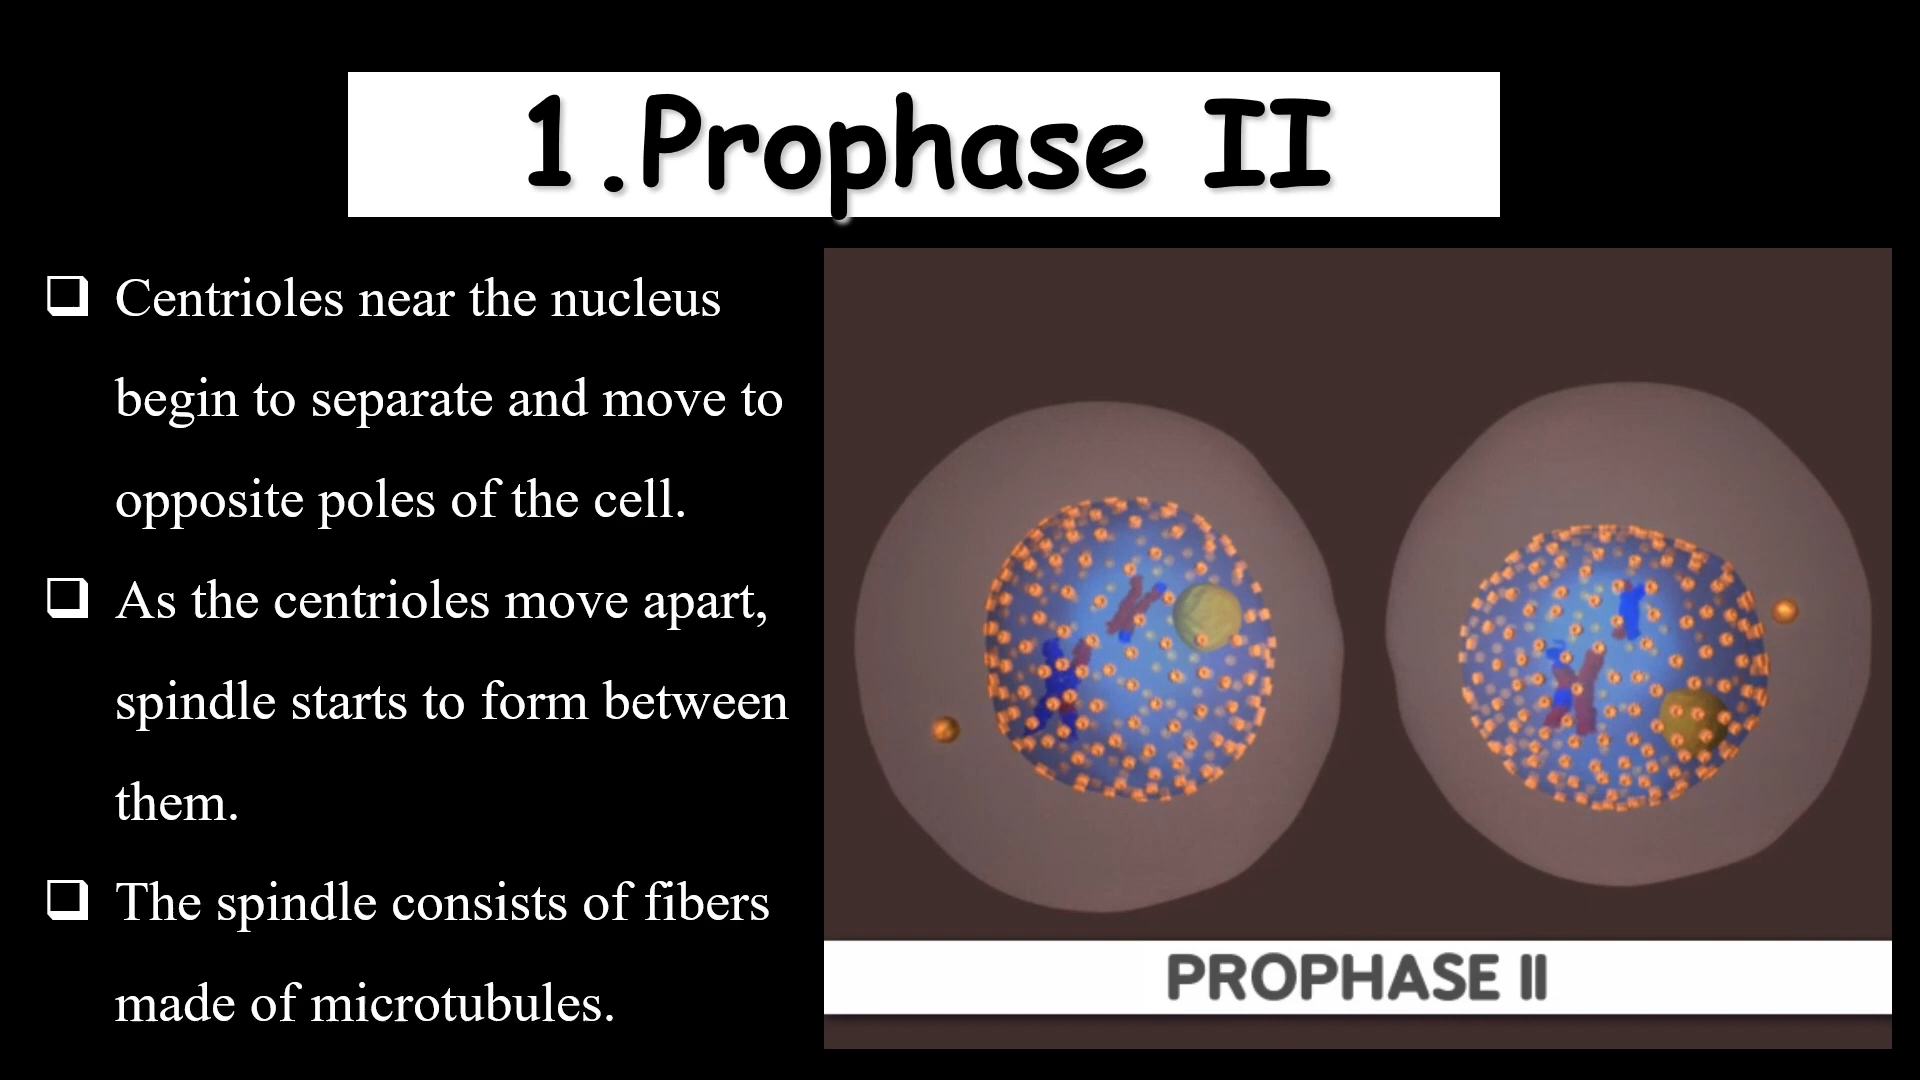 1.Prophase II
❑ Centrioles near the nucleus
begin to separate and move to
opposite poles of the cell.
❑ As the centrioles move apart,
spindle starts to form between
them.
❑ The spindle consists of fibers
made of microtubules.
PROPHASE II